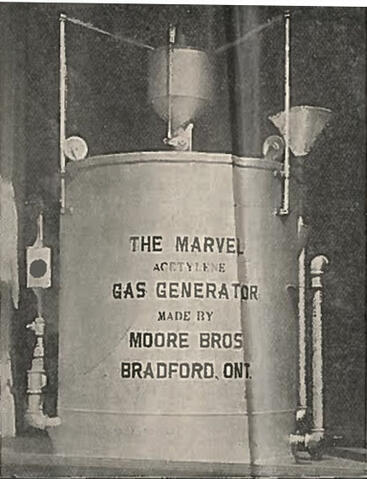 THE MARVEL
ACETYLENE
GAS GENERATOR
MADE BY
MOORE BROS
BRADFORD, ONT.